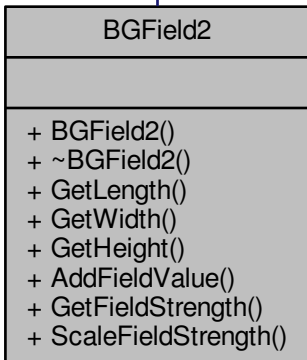 BGField2
+ BGField2()
+ ~BGField2()
+ GetLength()
+ GetWidth()
+ GetHeight()
+ AddFieldValue()
+ GetFieldStrength()
+ ScaleFieldStrength()